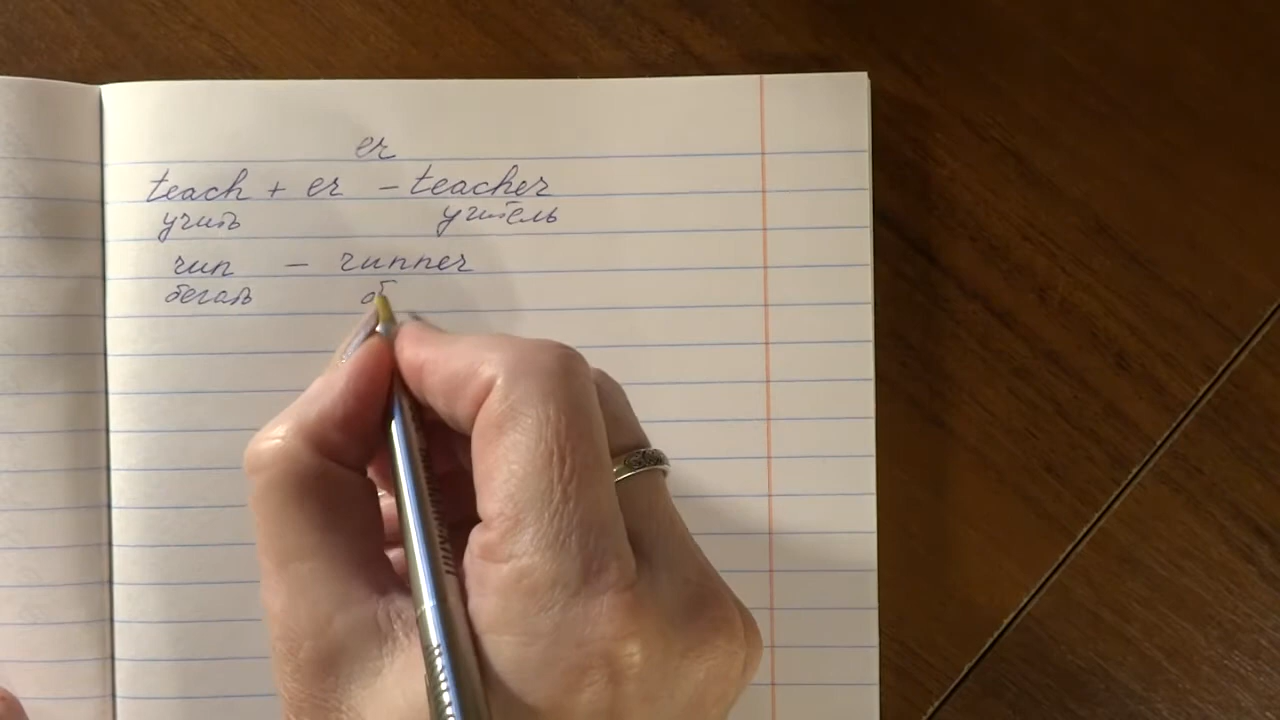 er
teach + er - teacher
учить учитель
run - runner
бегать